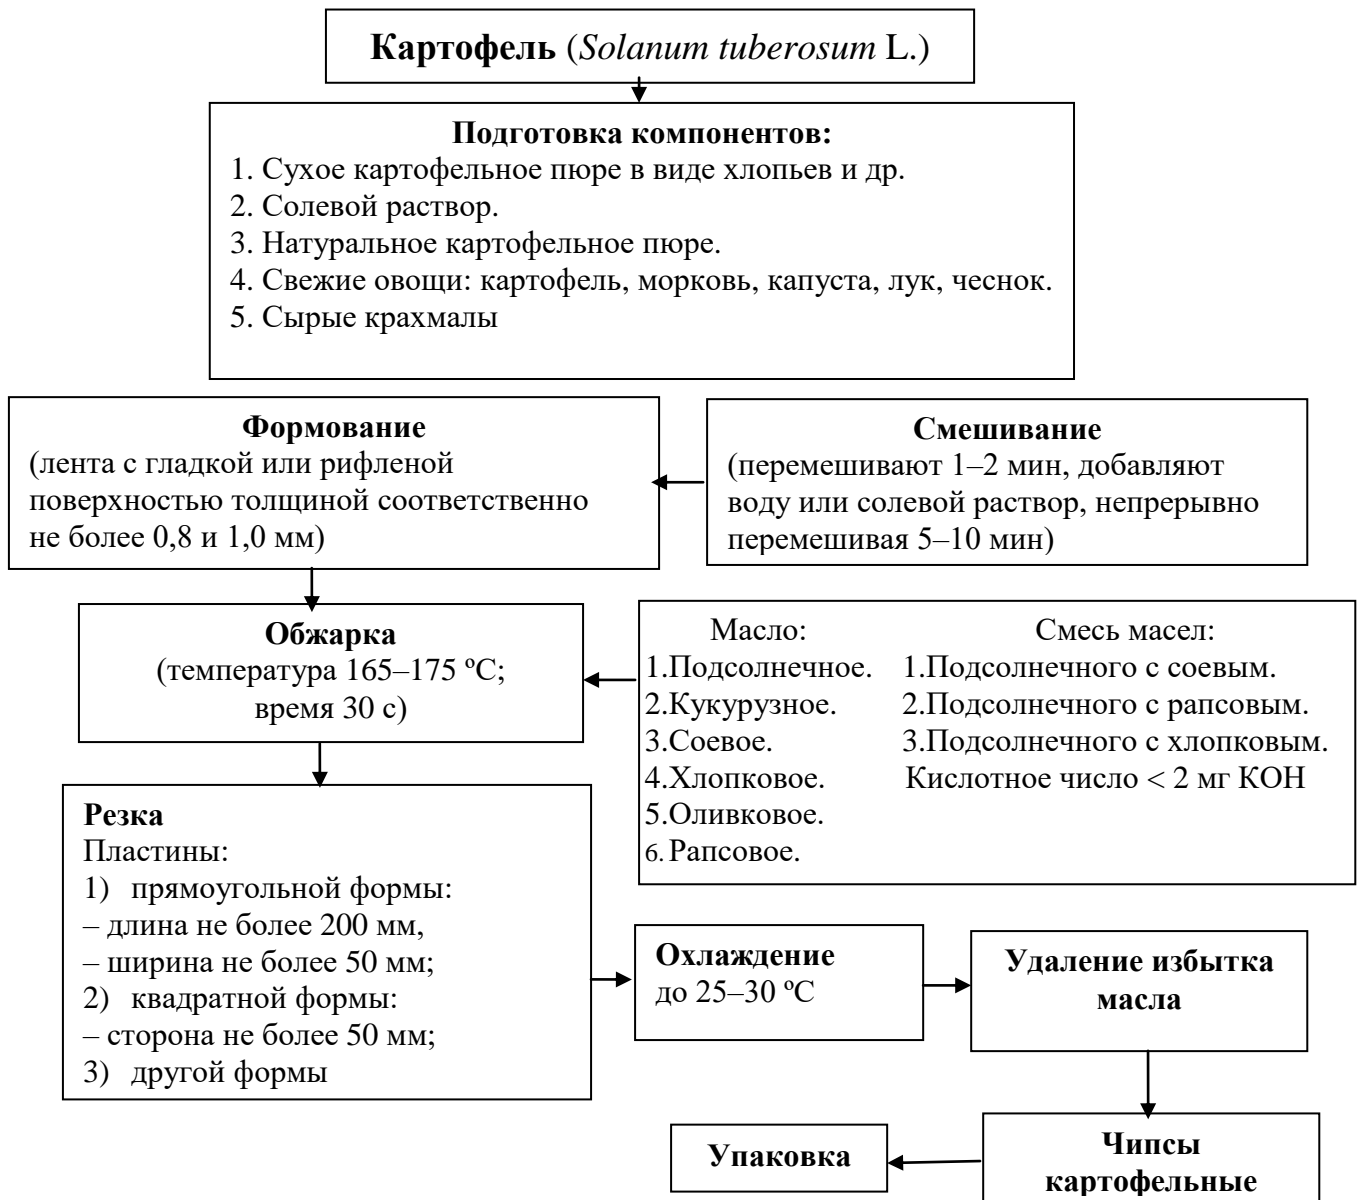 Картофель (Solanum tuberosum L.)
Подготовка компонентов:
1. Сухое картофельное пюре в виде хлопьев и др.
2. Солевой раствор.
3. Натуральное картофельное пюре.
4. Свежие овощи: картофель, морковь, капуста, лук, чеснок.
5. Сырые крахмалы
Смешивание
(перемешивают 1–2 мин, добавляют
воду или солевой раствор, непрерывно
перемешивая 5–10 мин)
Формование
(лента с гладкой или рифленой
поверхностью толщиной соответственно
не более 0,8 и 1,0 мм)
Обжарка
(температура 165–175 ºС;
время 30 с)
Масло:
1.Подсолнечное.
2.Кукурузное.
3.Соевое.
4.Хлопковое.
5.Оливковое.
6. Рапсовое.
Смесь масел:
1.Подсолнечного с соевым.
2.Подсолнечного с рапсовым.
3.Подсолнечного с хлопковым.
Кислотное число < 2 мг КОН
Резка
Пластины:
1) прямоугольной формы:
– длина не более 200 мм,
– ширина не более 50 мм;
2) квадратной формы:
– сторона не более 50 мм;
3) другой формы
Охлаждение
до 25–30 ºС
Удаление избытка
масла
Чипсы
картофельные
Упаковка